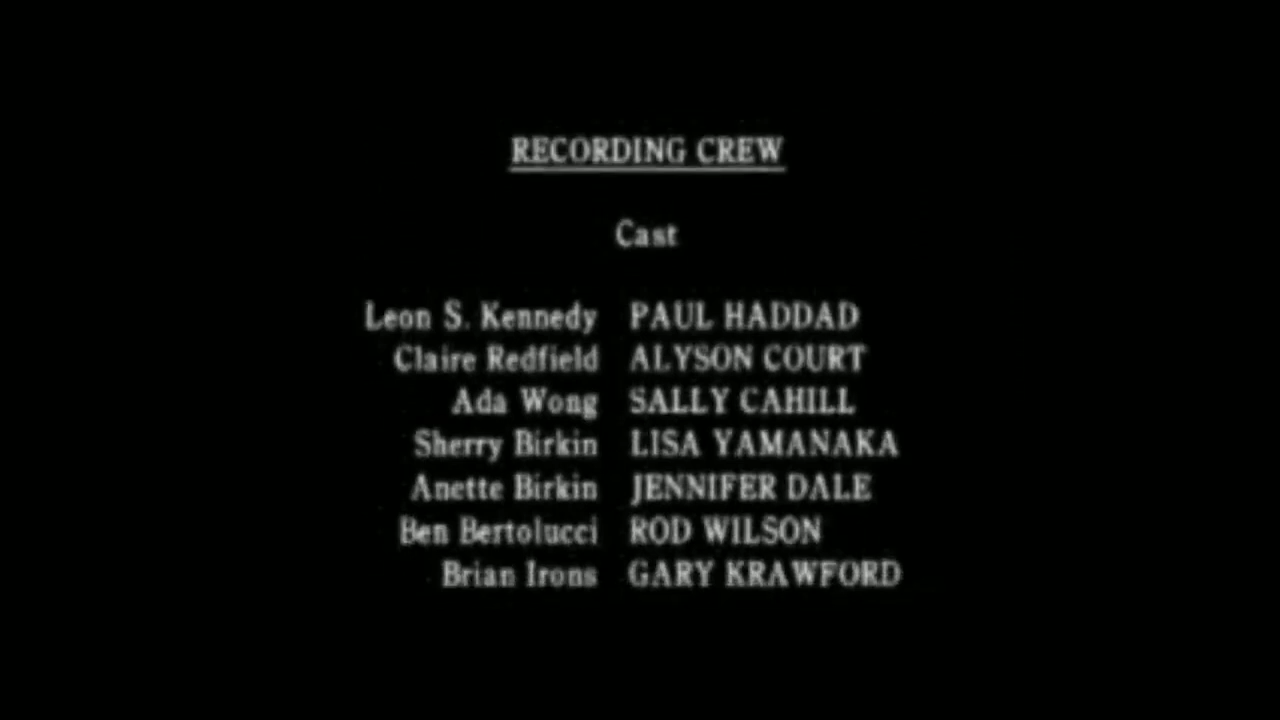 RECORDING CREW
Cast
Leon S. Kennedy PAUL HADDAD
Claire Redfield ALYSON COURT
Ada Wong SALLY CAHILL
Sherry Birkin LISA YAMANAKA
Anette Birkin JENNIFER DALE
Ben Bertolucci ROD WILSON
Brian Irons GARY KRAWFORD